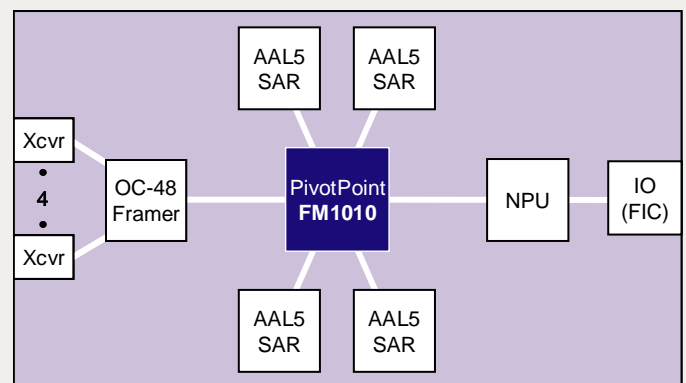 AAL5
SAR
AAL5
SAR
Xcvr
4
Xcvr
OC-48
Framer
PivotPoint
FM1010
NPU
IO
(FIC)
AAL5
SAR
AAL5
SAR